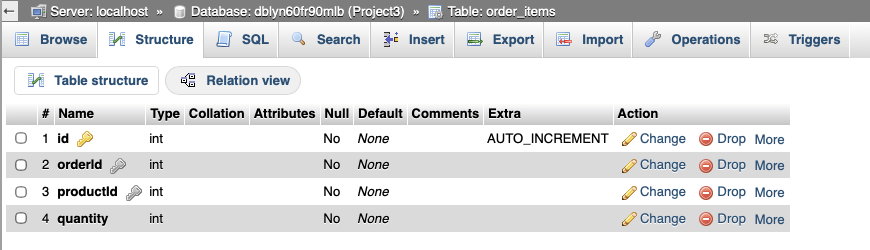 ← Server: localhost » Database: dblyn60fr90mlb (Project3) » Table: order_items
Browse Structure SQL Search Insert Export Import Operations Triggers
Table structure Relation view
# Name Type Collation Attributes Null Default Comments Extra Action
1 id int No None AUTO_INCREMENT Change Drop More
2 orderId int No None Change Drop More
3 productId int No None Change Drop More
4 quantity int No None Change Drop More